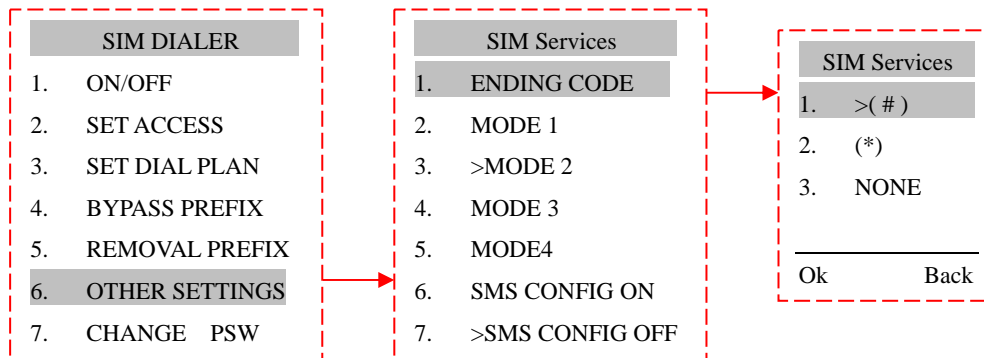 SIM DIALER
1. ON/OFF
2. SET ACCESS
3. SET DIAL PLAN
4. BYPASS PREFIX
5. REMOVAL PREFIX
6. OTHER SETTINGS
7. CHANGE PSW
SIM Services
1. ENDING CODE
2. MODE 1
3. >MODE 2
4. MODE 3
5. MODE4
6. SMS CONFIG ON
7. >SMS CONFIG OFF
SIM Services
1. >( # )
2. (*)
3. NONE
Ok Back